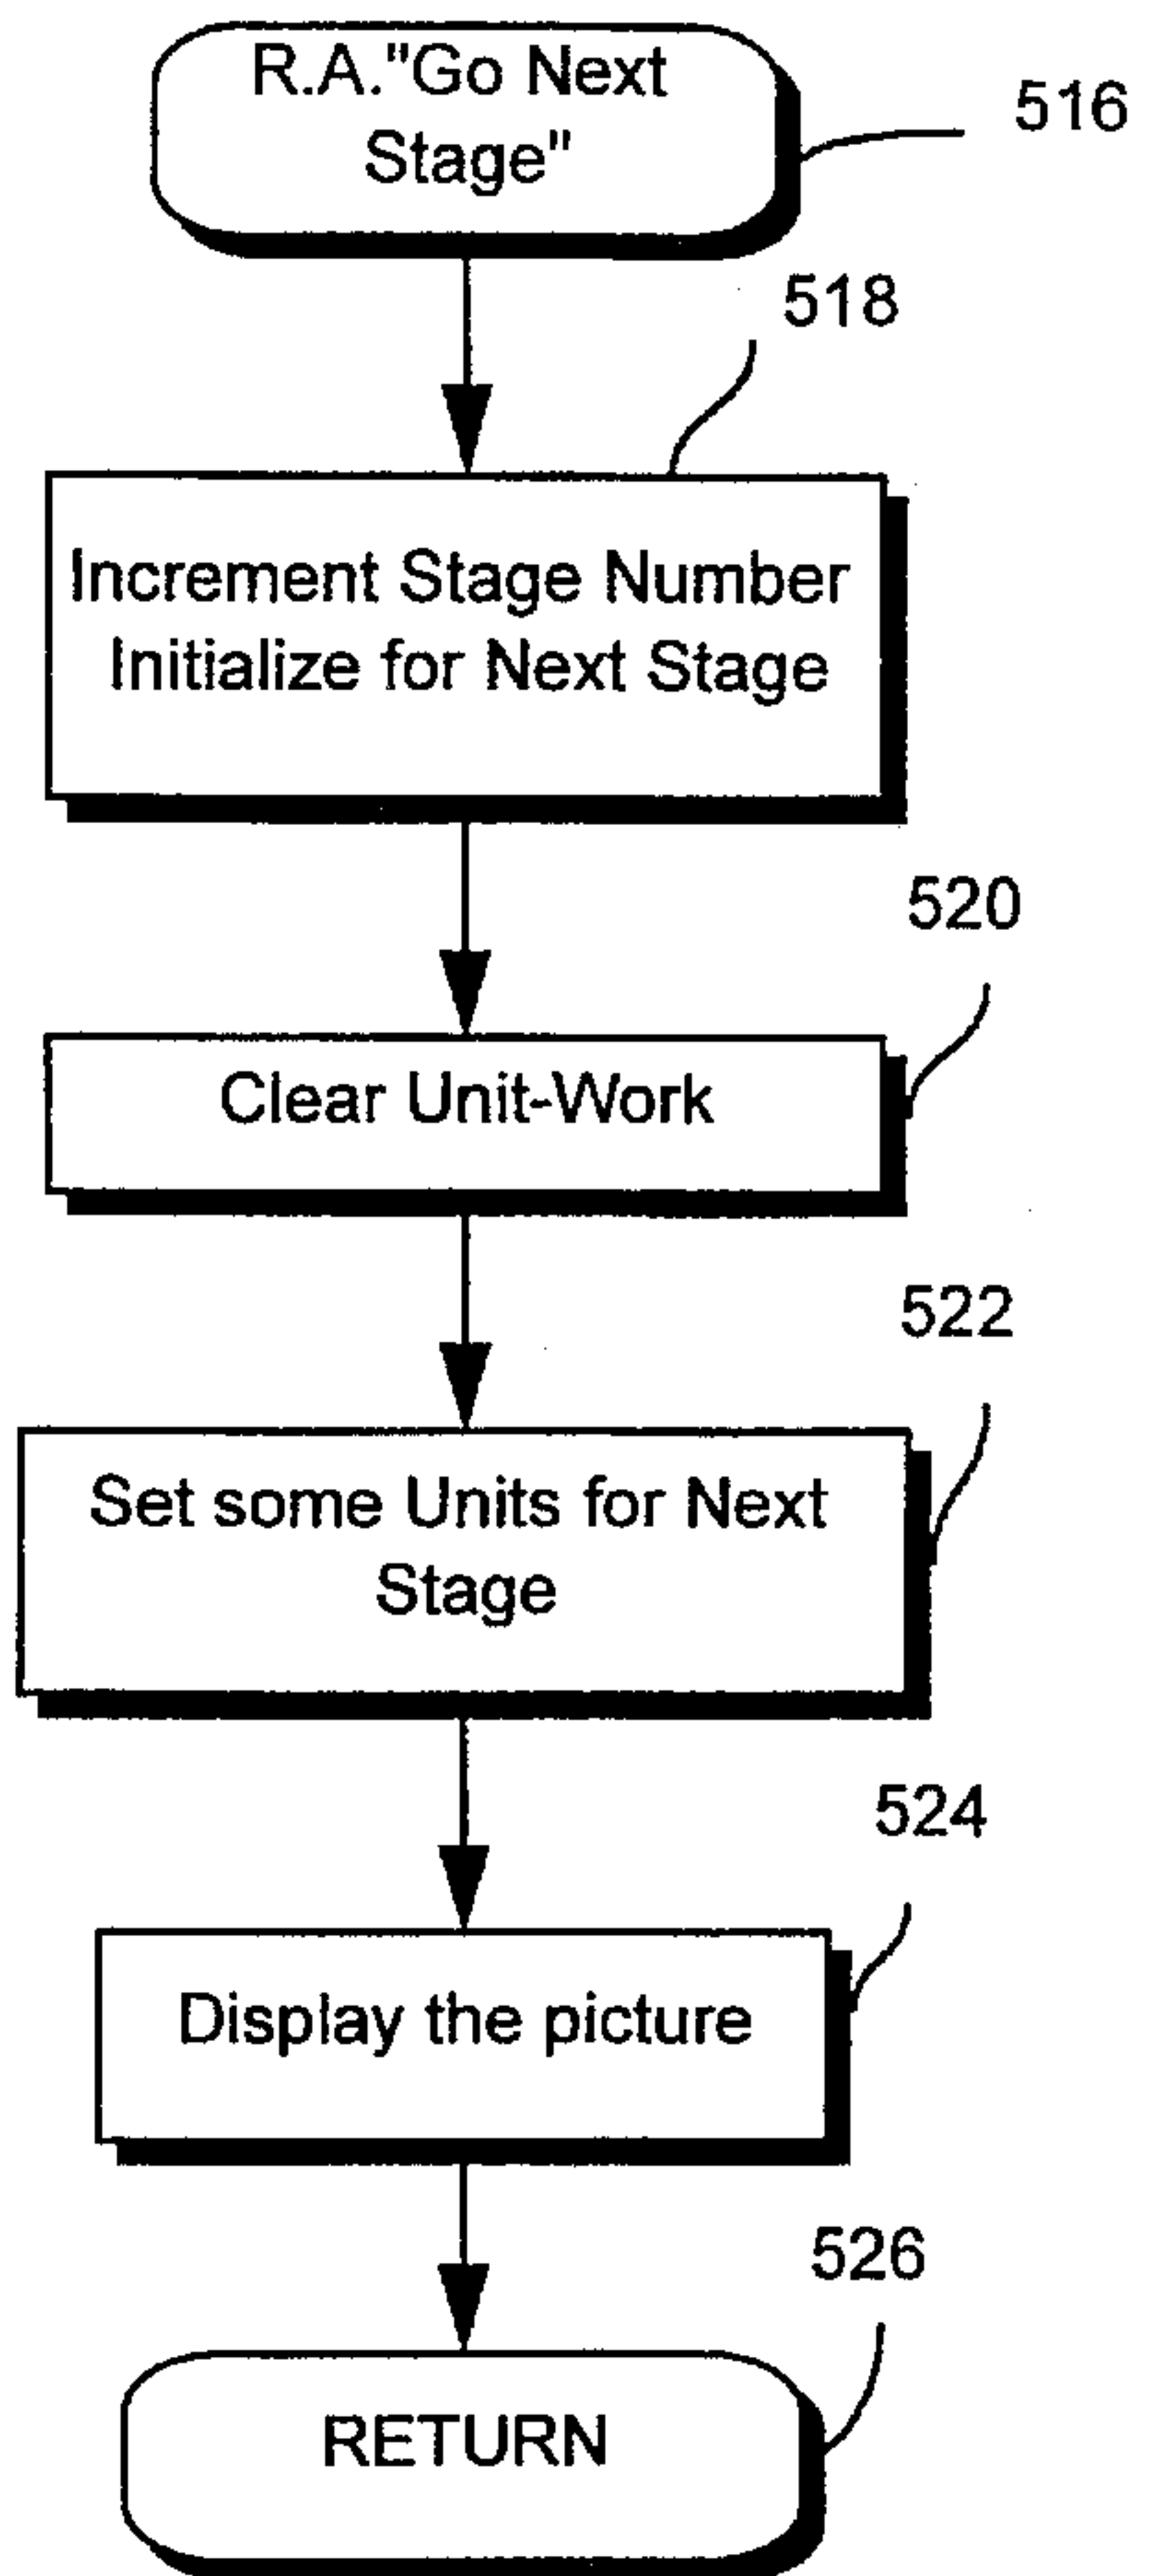 R.A."Go Next
Stage"
516
518
Increment Stage Number
Initialize for Next Stage
520
Clear Unit-Work
522
Set some Units for Next
Stage
524
Display the picture
526
RETURN